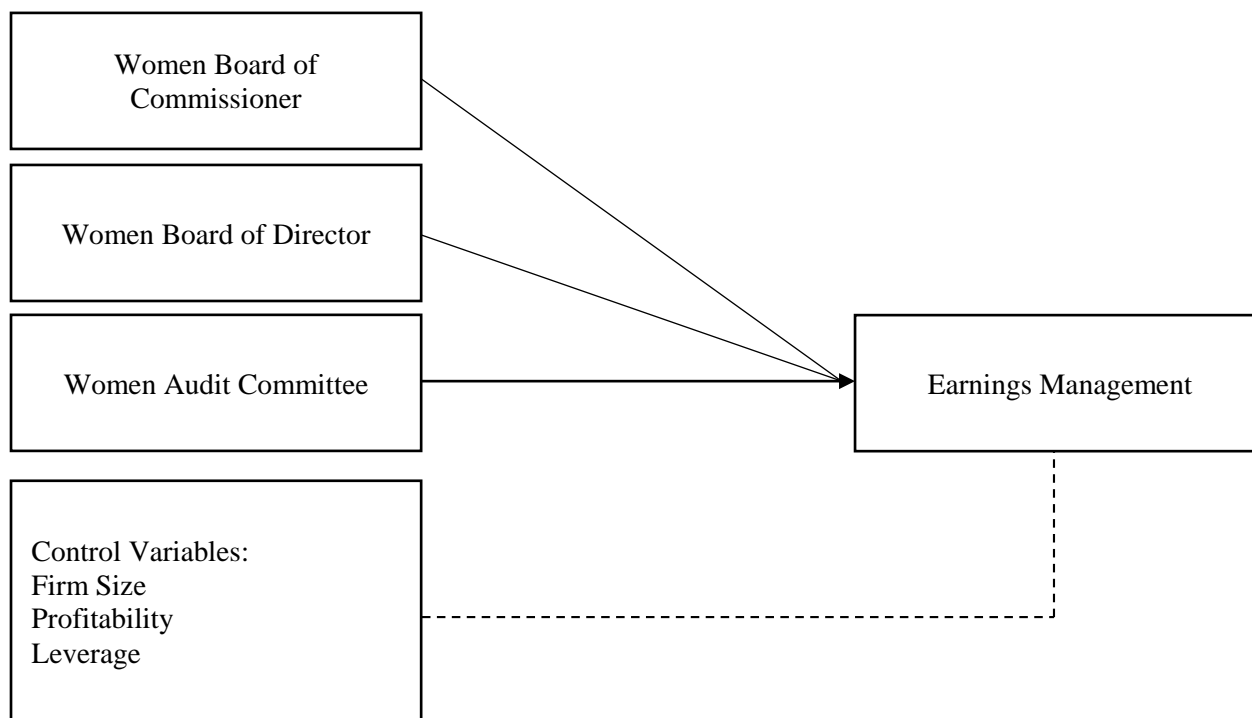 Women Board of
Commissioner
Women Board of Director
Women Audit Committee
Earnings Management
Control Variables:
Firm Size
Profitability
Leverage